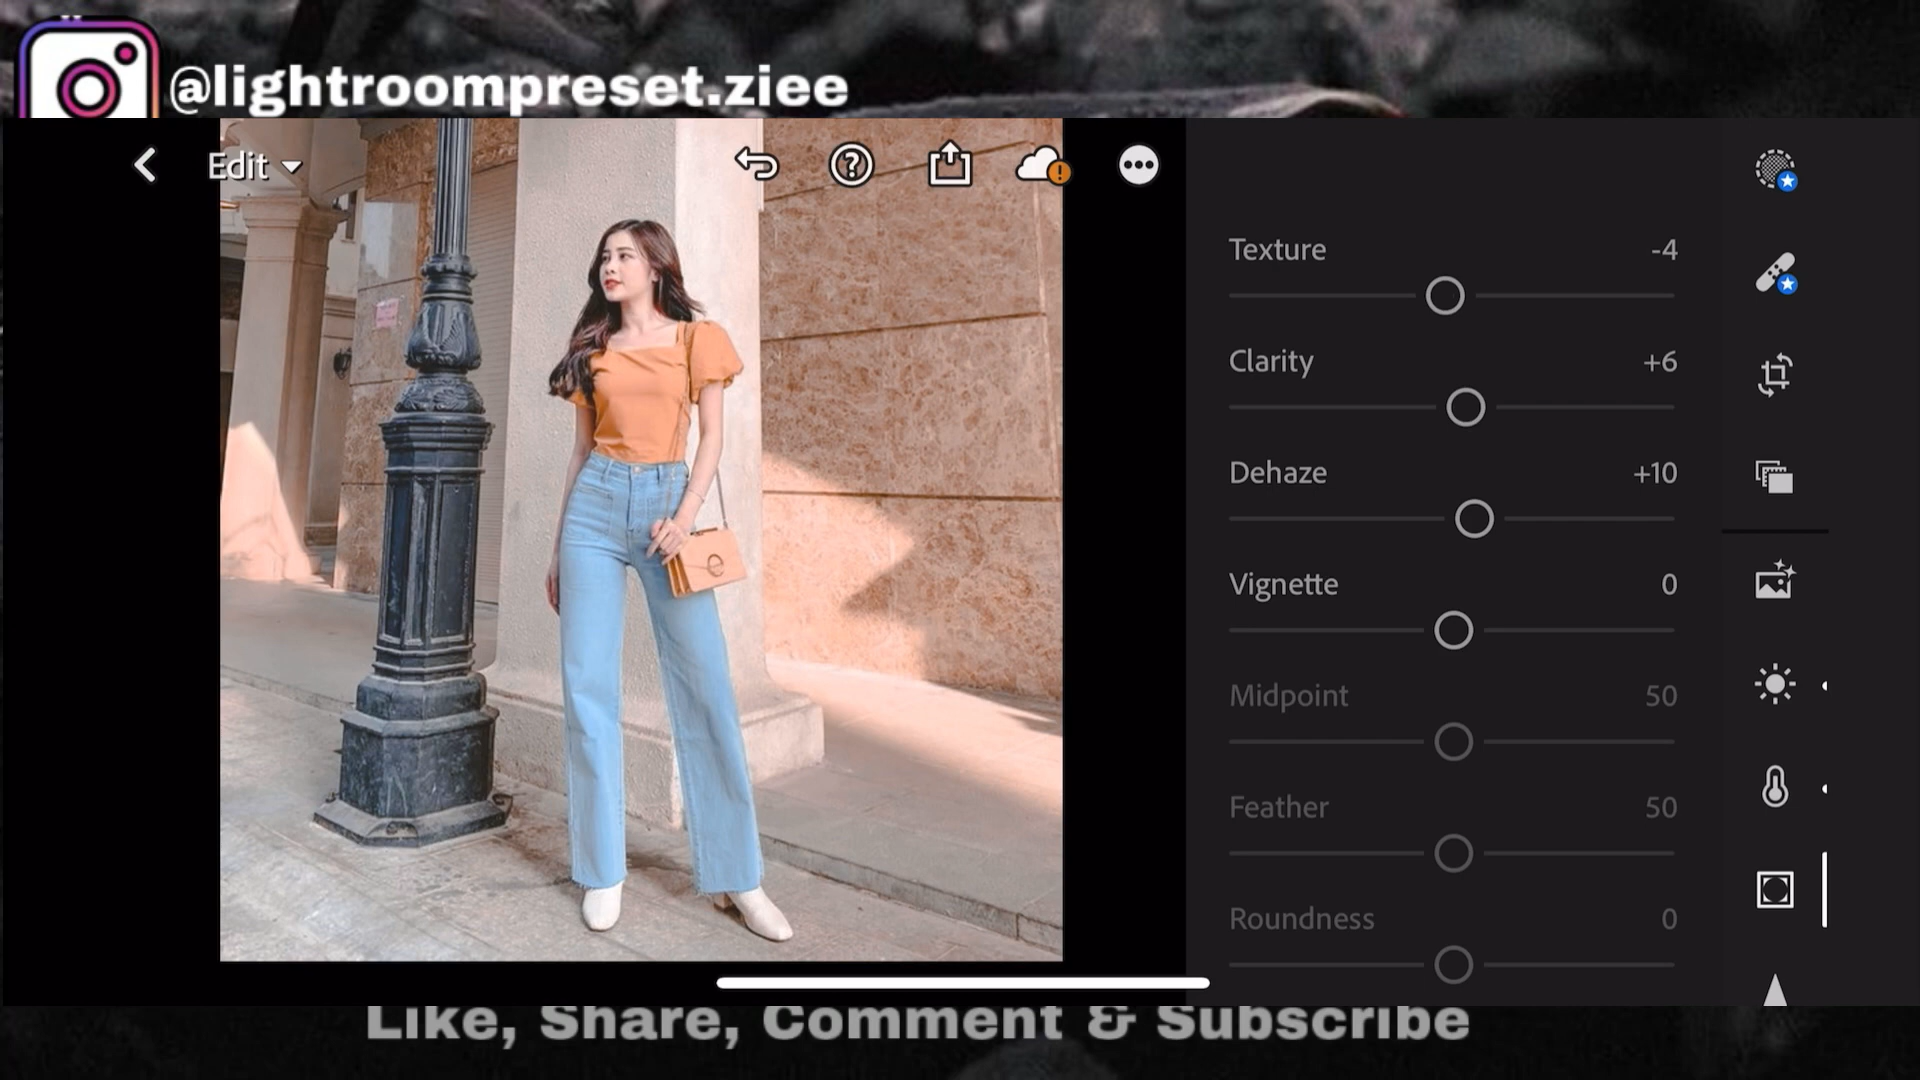 @lightroompreset.ziee
Edit
Texture -4
Clarity +6
Dehaze +10
Vignette 0
Midpoint 50
Feather 50
Roundness 0
Like, Share, Comment & Subscribe